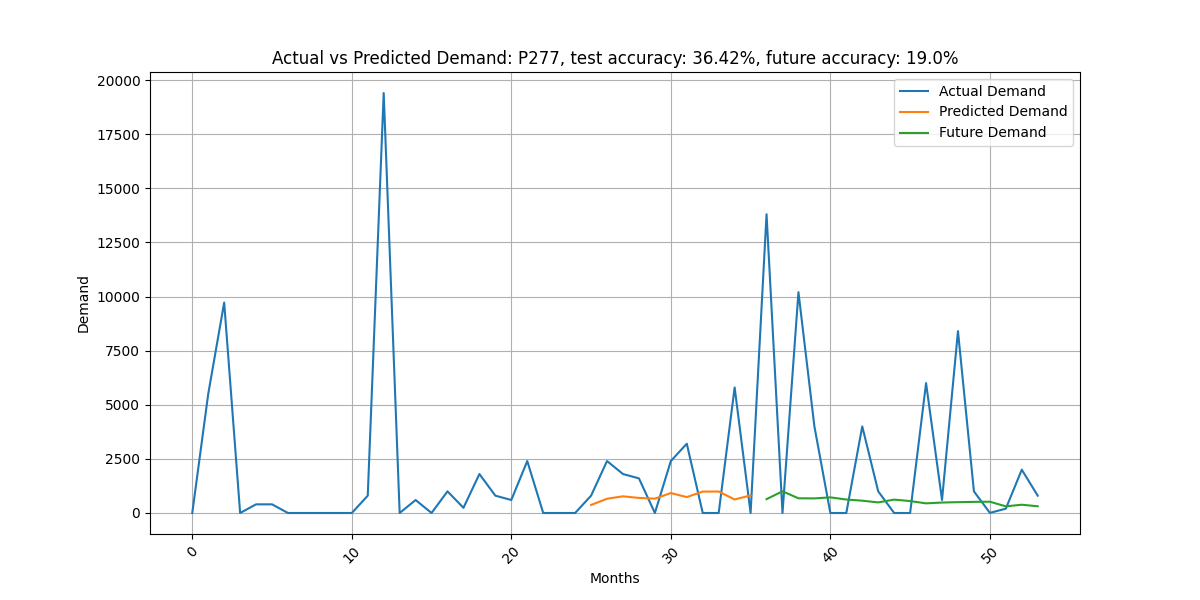 Actual vs Predicted Demand: P277, test accuracy: 36.42%, future accuracy: 19.0%
Actual Demand
Predicted Demand
Future Demand
20000
17500
15000
12500
10000
7500
5000
2500
0
Demand
0 10 20 30 40 50
Months